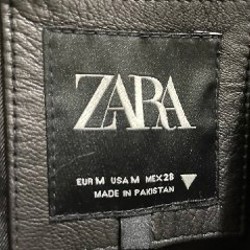 ZARA
EUR M USA M MEX 28
MADE IN PAKISTAN